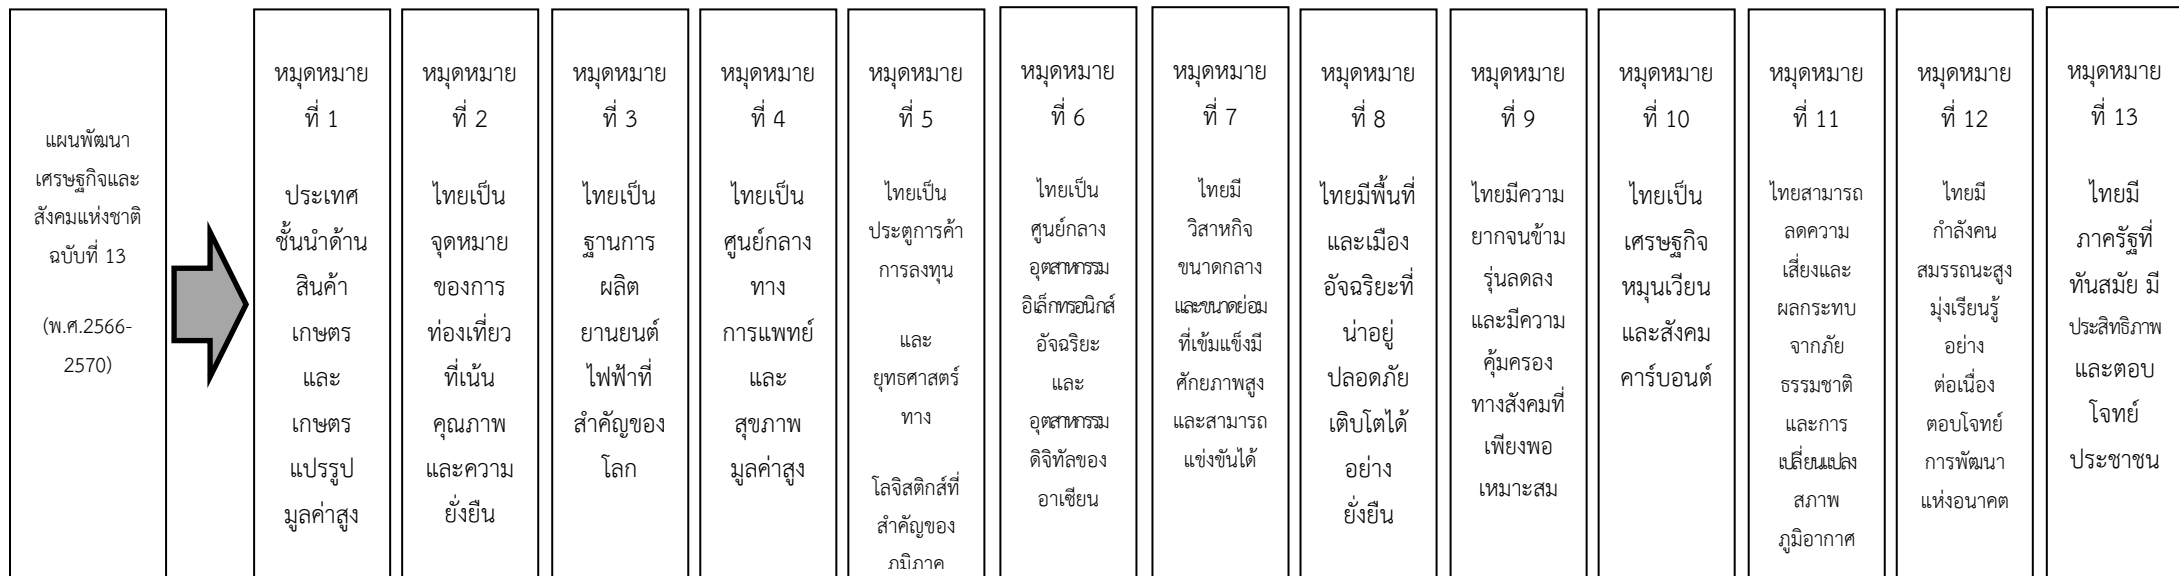 แผนพัฒนา
เศรษฐกิจและ
สังคมแห่งชาติ
ฉบับที่ 13
(พ.ศ.2566-
2570)
หมุดหมาย
ที่ 1
ประเทศ
ชั้นนำด้าน
สินค้า
เกษตร
และ
เกษตร
แปรรูป
มูลค่าสูง
หมุดหมาย
ที่ 2
ไทยเป็น
จุดหมาย
ของการ
ท่องเที่ยว
ที่เน้น
คุณภาพ
และความ
ยั่งยืน
หมุดหมาย
ที่ 3
ไทยเป็น
ฐานการ
ผลิต
ยานยนต์
ไฟฟ้าที่
สำคัญของ
โลก
หมุดหมาย
ที่ 4
ไทยเป็น
ศูนย์กลาง
ทาง
การแพทย์
และ
สุขภาพ
มูลค่าสูง
หมุดหมาย
ที่ 5
ไทยเป็น
ประตูการค้า
การลงทุน
และ
ยุทธศาสตร์
ทาง
โลจิสติกส์ที่
สำคัญของ
ภูมิภาค
หมุดหมาย
ที่ 6
ไทยเป็น
ศูนย์กลาง
อุตสาหกรรม
อิเล็กทรอนิกส์
อัจฉริยะ
และ
อุตสาหกรรม
ดิจิทัลของ
อาเซียน
หมุดหมาย
ที่ 7
ไทยมี
วิสาหกิจ
ขนาดกลาง
และขนาดย่อม
ที่เข้มแข็งมี
ศักยภาพสูง
และสามารถ
แข่งขันได้
หมุดหมาย
ที่ 8
ไทยมีพื้นที่
และเมือง
อัจฉริยะที่
น่าอยู่
ปลอดภัย
เติบโตได้
อย่าง
ยั่งยืน
หมุดหมาย
ที่ 9
ไทยมีความ
ยากจนข้าม
รุ่นลดลง
และมีความ
คุ้มครอง
ทางสังคมที่
เพียงพอ
เหมาะสม
หมุดหมาย
ที่ 10
ไทยเป็น
เศรษฐกิจ
หมุนเวียน
และสังคม
คาร์บอนต์
หมุดหมาย
ที่ 11
ไทยสามารถ
ลดความ
เสี่ยงและ
ผลกระทบ
จากภัย
ธรรมชาติ
และการ
เปลี่ยนแปลง
สภาพ
ภูมิอากาศ
หมุดหมาย
ที่ 12
ไทยมี
กำลังคน
สมรรถนะสูง
มุ่งเรียนรู้
อย่าง
ต่อเนื่อง
ตอบโจทย์
การพัฒนา
แห่งอนาคต
หมุดหมาย
ที่ 13
ไทยมี
ภาครัฐที่
ทันสมัย มี
ประสิทธิภาพ
และตอบ
โจทย์
ประชาชน